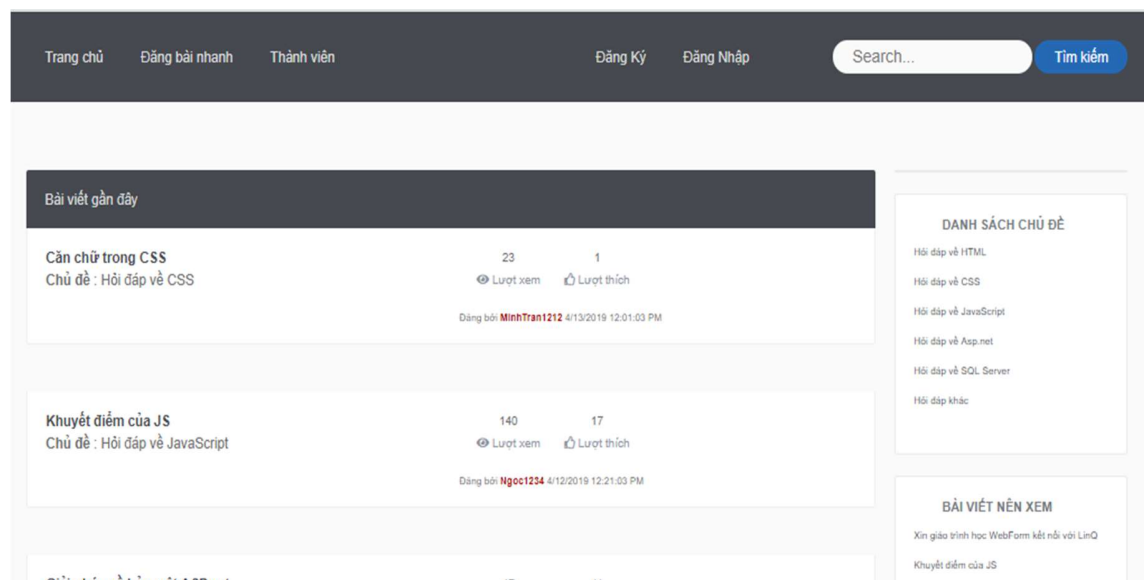 Trang chủ Đăng bài nhanh Thành viên Đăng Ký Đăng Nhập Search... Tìm kiếm
Bài viết gần đây
Căn chữ trong CSS
Chủ đề : Hỏi đáp về CSS
23 1
Lượt xem Lượt thích
Đăng bởi MinhTran1212 4/13/2019 12:01:03 PM
Khuyết điểm của JS
Chủ đề : Hỏi đáp về JavaScript
140 17
Lượt xem Lượt thích
Đăng bởi Ngoc1234 4/12/2019 12:21:03 PM
DANH SÁCH CHỦ ĐỀ
Hỏi đáp về HTML
Hỏi đáp về CSS
Hỏi đáp về JavaScript
Hỏi đáp về Asp.net
Hỏi đáp về SQL Server
Hỏi đáp khác
BÀI VIẾT NÊN XEM
Xin giáo trình học WebForm kết nối với LinQ
Khuyết điểm của JS